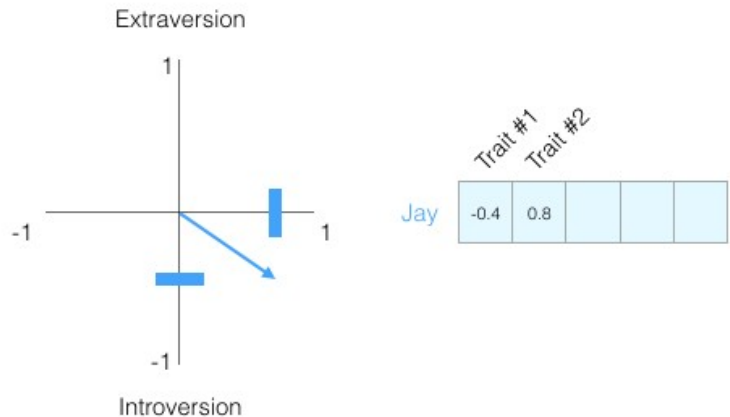 Extraversion
1
-1
1
-1
Introversion
Trait #1
Trait #2
Jay
-0.4
0.8